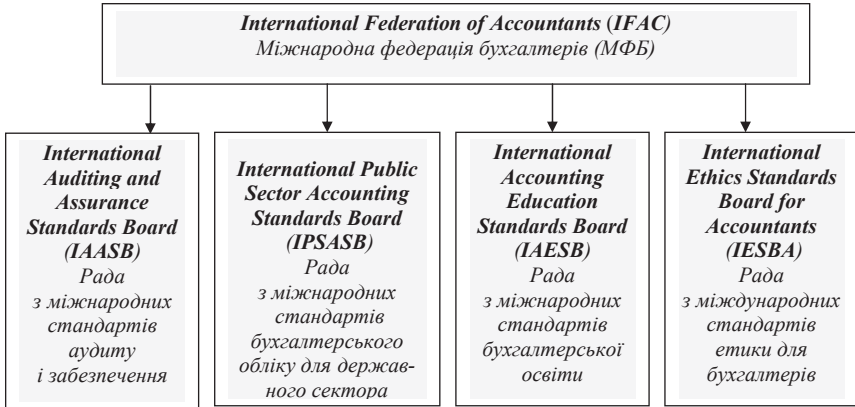 International Federation of Accountants (IFAC)
Міжнародна федерація бухгалтерів (МФБ)
International
Auditing and
Assurance
Standards Board
(IAASB)
Рада
з міжнародних
стандартів
аудиту
і забезпечення
International Public
Sector Accounting
Standards Board
(IPSASB)
Рада
з міжнародних
стандартів
бухгалтерського
обліку для держав-
ного сектора
International
Accounting
Education
Standards Board
(IAESB)
Рада
з міжнародних
стандартів
бухгалтерської
освіти
International
Ethics Standards
Board for
Accountants
(IESBA)
Рада
з міждународних
стандартів
етики для
бухгалтерів